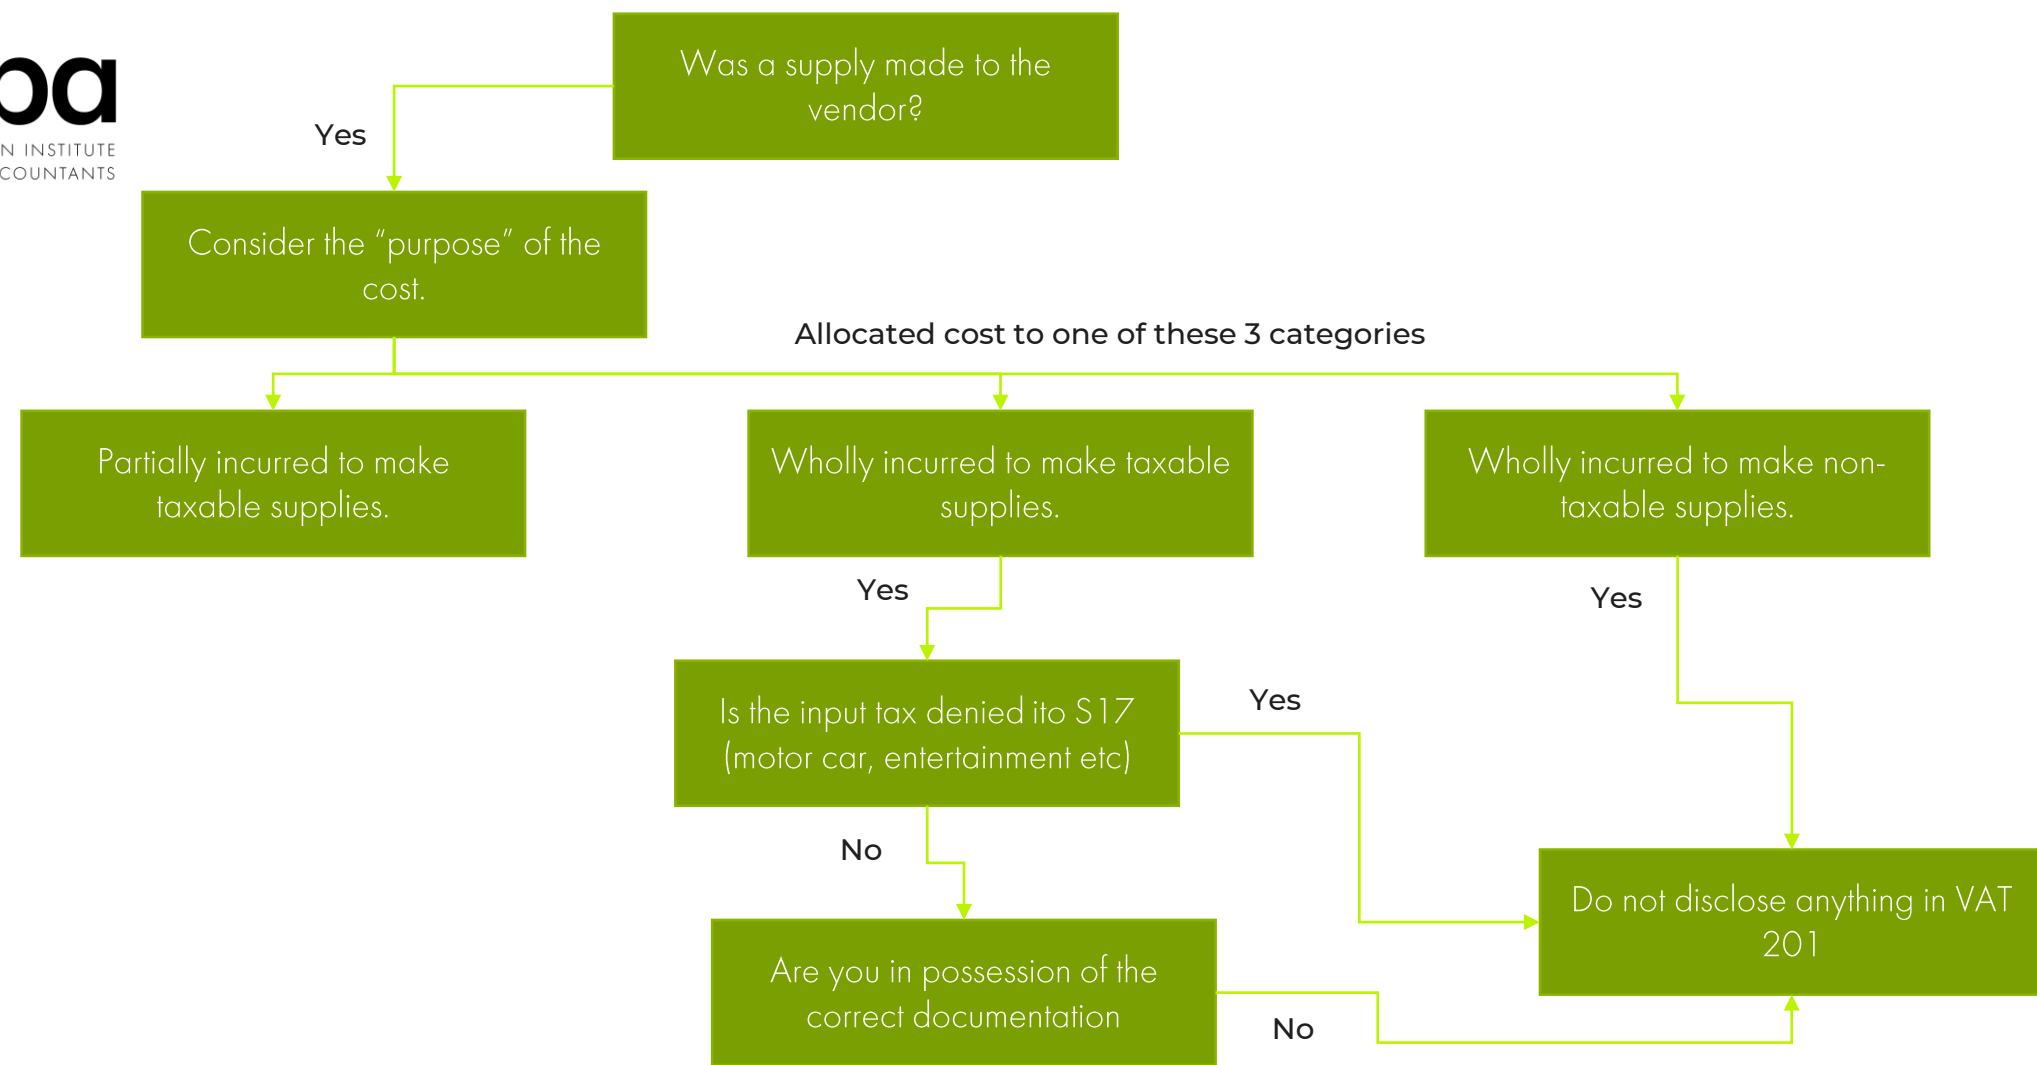 Was a supply made to the
vendor?
pa
N INSTITUTE
COUNTANTS
Yes
Consider the “purpose” of the
cost.
Allocated cost to one of these 3 categories
Partially incurred to make
taxable supplies.
Wholly incurred to make taxable
supplies.
Wholly incurred to make non-
taxable supplies.
Yes
Yes
Is the input tax denied ito S17
(motor car, entertainment etc)
Yes
No
Do not disclose anything in VAT
201
Are you in possession of the
correct documentation
No